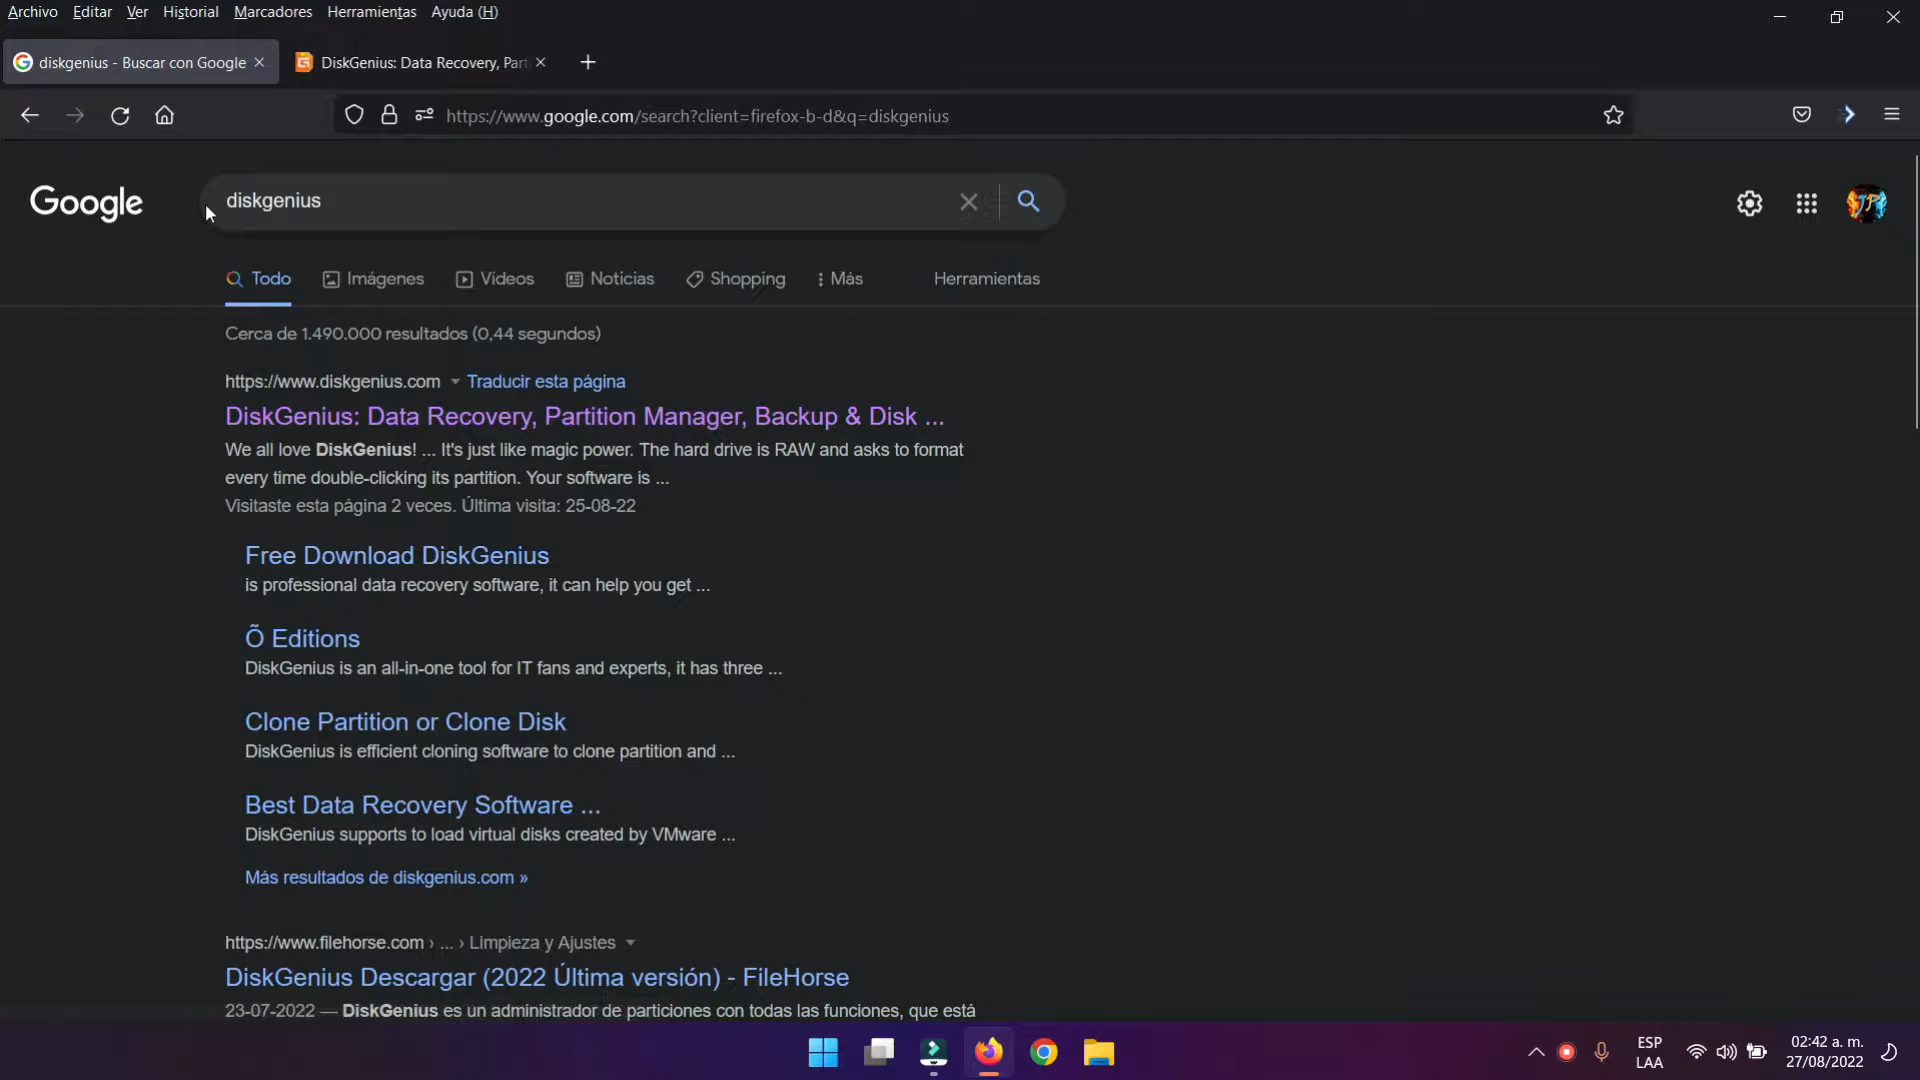 Archivo Editar Ver Historial Marcadores Herramientas Ayuda (H)
diskgenius - Buscar con Google
DiskGenius: Data Recovery, Part
https://www.google.com/search?client=firefox-b-d&q=diskgenius
Google
diskgenius
Todo Imágenes Videos Noticias Shopping Más Herramientas
Cerca de 1.490.000 resultados (0,44 segundos)
https://www.diskgenius.com Traducir esta página
DiskGenius: Data Recovery, Partition Manager, Backup & Disk ...
We all love DiskGenius! ... It's just like magic power. The hard drive is RAW and asks to format
every time double-clicking its partition. Your software is ...
Visitaste esta página 2 veces. Última visita: 25-08-22
Free Download DiskGenius
is professional data recovery software, it can help you get ...
Õ Editions
DiskGenius is an all-in-one tool for IT fans and experts, it has three ...
Clone Partition or Clone Disk
DiskGenius is efficient cloning software to clone partition and ...
Best Data Recovery Software ...
DiskGenius supports to load virtual disks created by VMware ...
Más resultados de diskgenius.com »
https://www.filehorse.com › ... › Limpieza y Ajustes
DiskGenius Descargar (2022 Última versión) - FileHorse
23-07-2022 — DiskGenius es un administrador de particiones con todas las funciones, que está
ESP
LAA
02:42 a. m.
27/08/2022